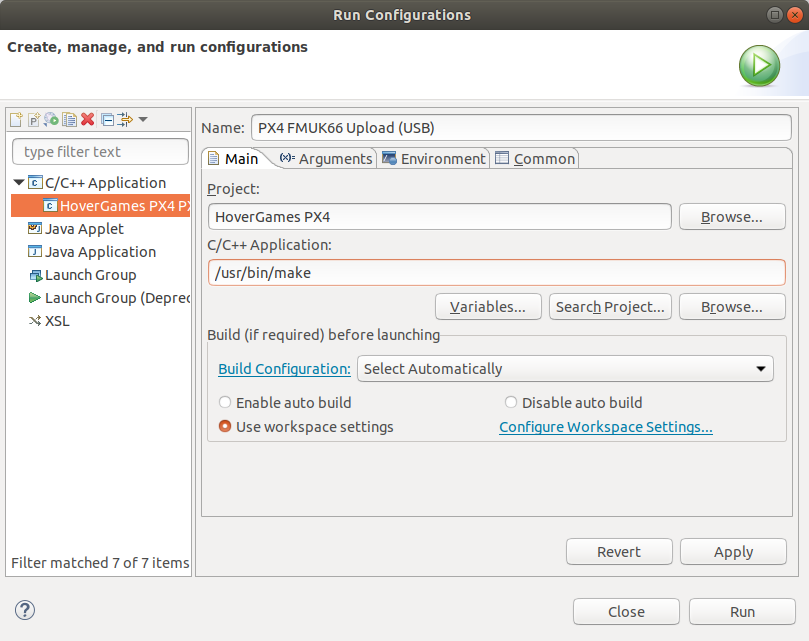 Run Configurations
Create, manage, and run configurations
type filter text
C/C++ Application
HoverGames PX4 P
Java Applet
Java Application
Launch Group
Launch Group (Deprec
XSL
Filter matched 7 of 7 items
Name: PX4 FMUK66 Upload (USB)
Main (x)= Arguments Environment Common
Project:
HoverGames PX4 Browse...
C/C++ Application:
/usr/bin/make
Variables... Search Project... Browse...
Build (if required) before launching
Build Configuration: Select Automatically
Enable auto build Disable auto build
Use workspace settings Configure Workspace Settings...
Revert Apply
? Close Run